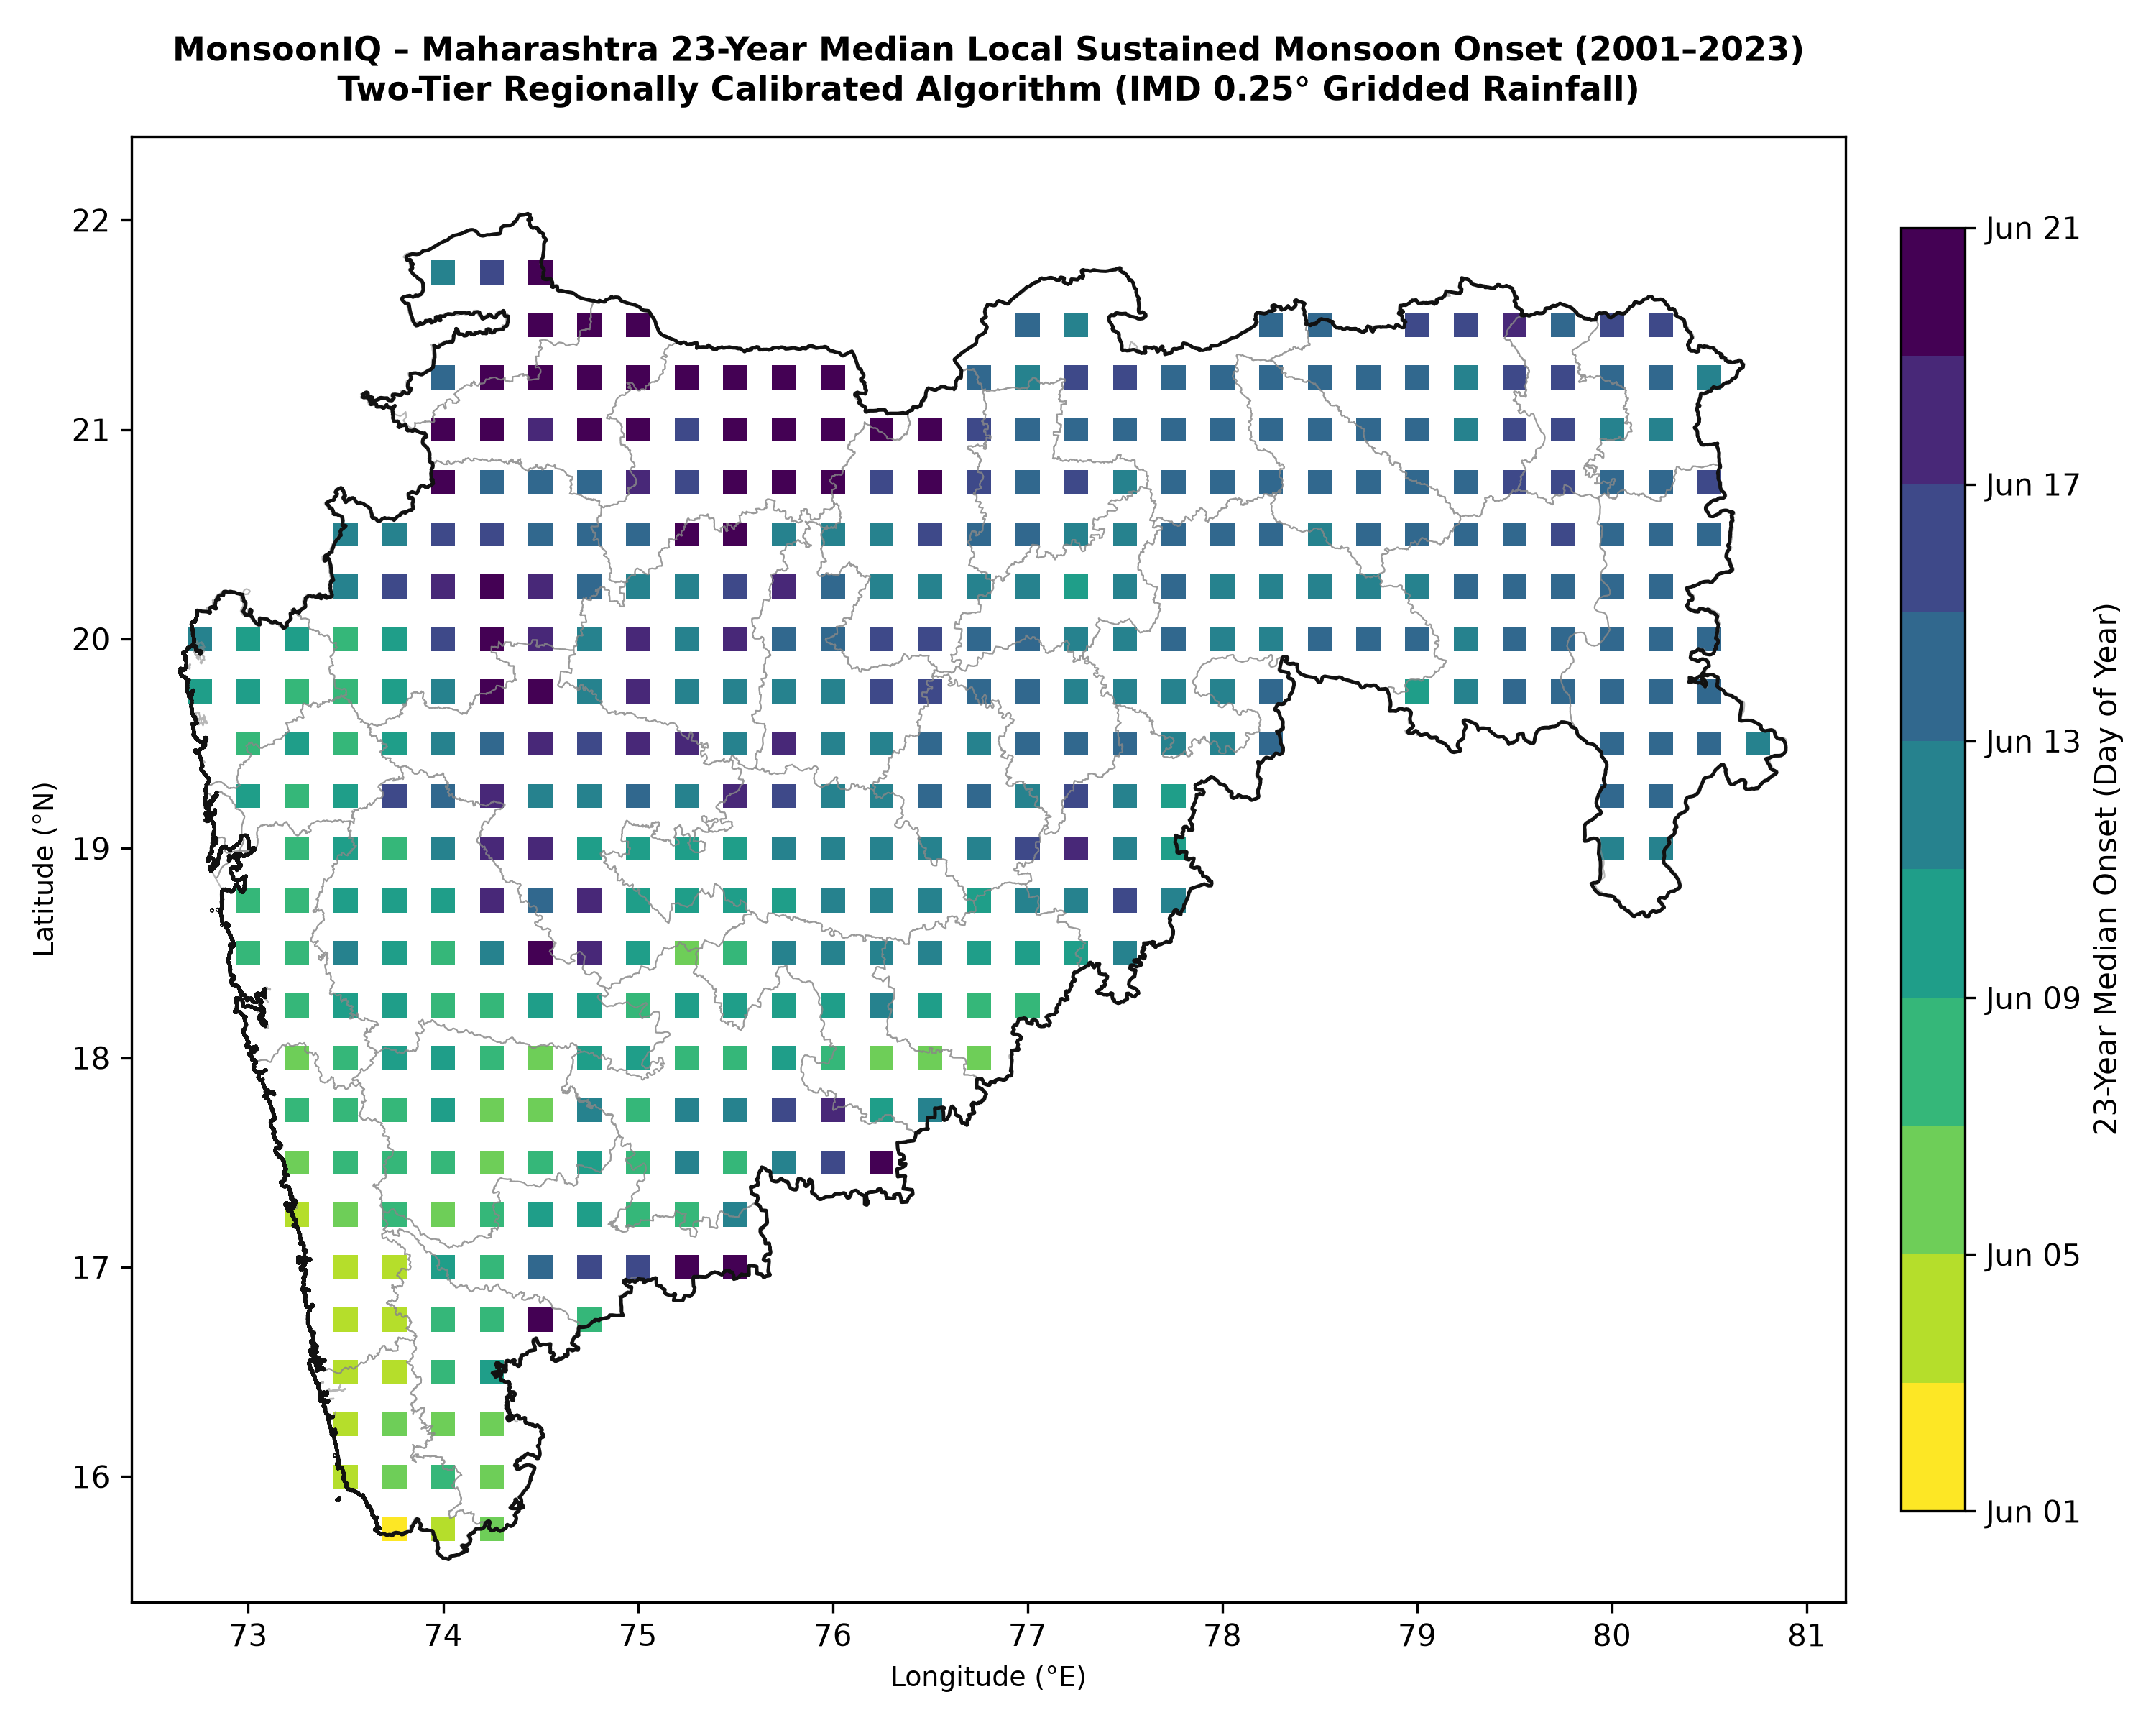 MonsoonIQ – Maharashtra 23-Year Median Local Sustained Monsoon Onset (2001–2023)
Two-Tier Regionally Calibrated Algorithm (IMD 0.25° Gridded Rainfall)
22
21
20
19
18
17
16
Latitude (°N)
73
74
75
76
77
78
79
80
81
Longitude (°E)
Jun 21
Jun 17
Jun 13
Jun 09
Jun 05
Jun 01
23-Year Median Onset (Day of Year)